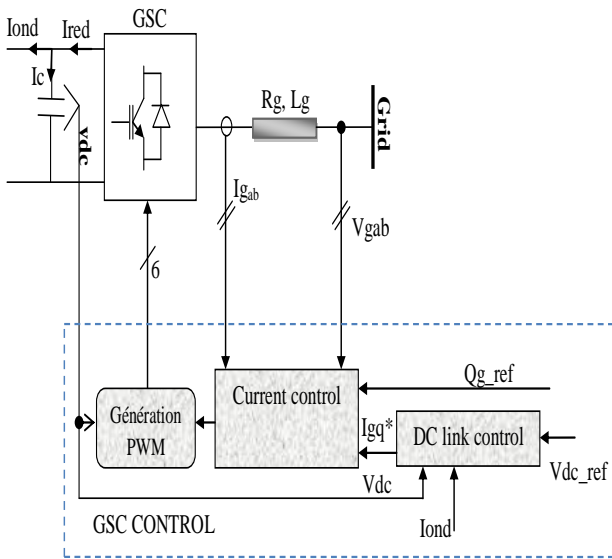 GSC
Iond
Ired
Ic
vdc
Rg, Lg
Grid
Igab
Vgab
6
Génération
PWM
Current control
Qg_ref
Igq*
DC link control
Vdc_ref
Vdc
Iond
GSC CONTROL